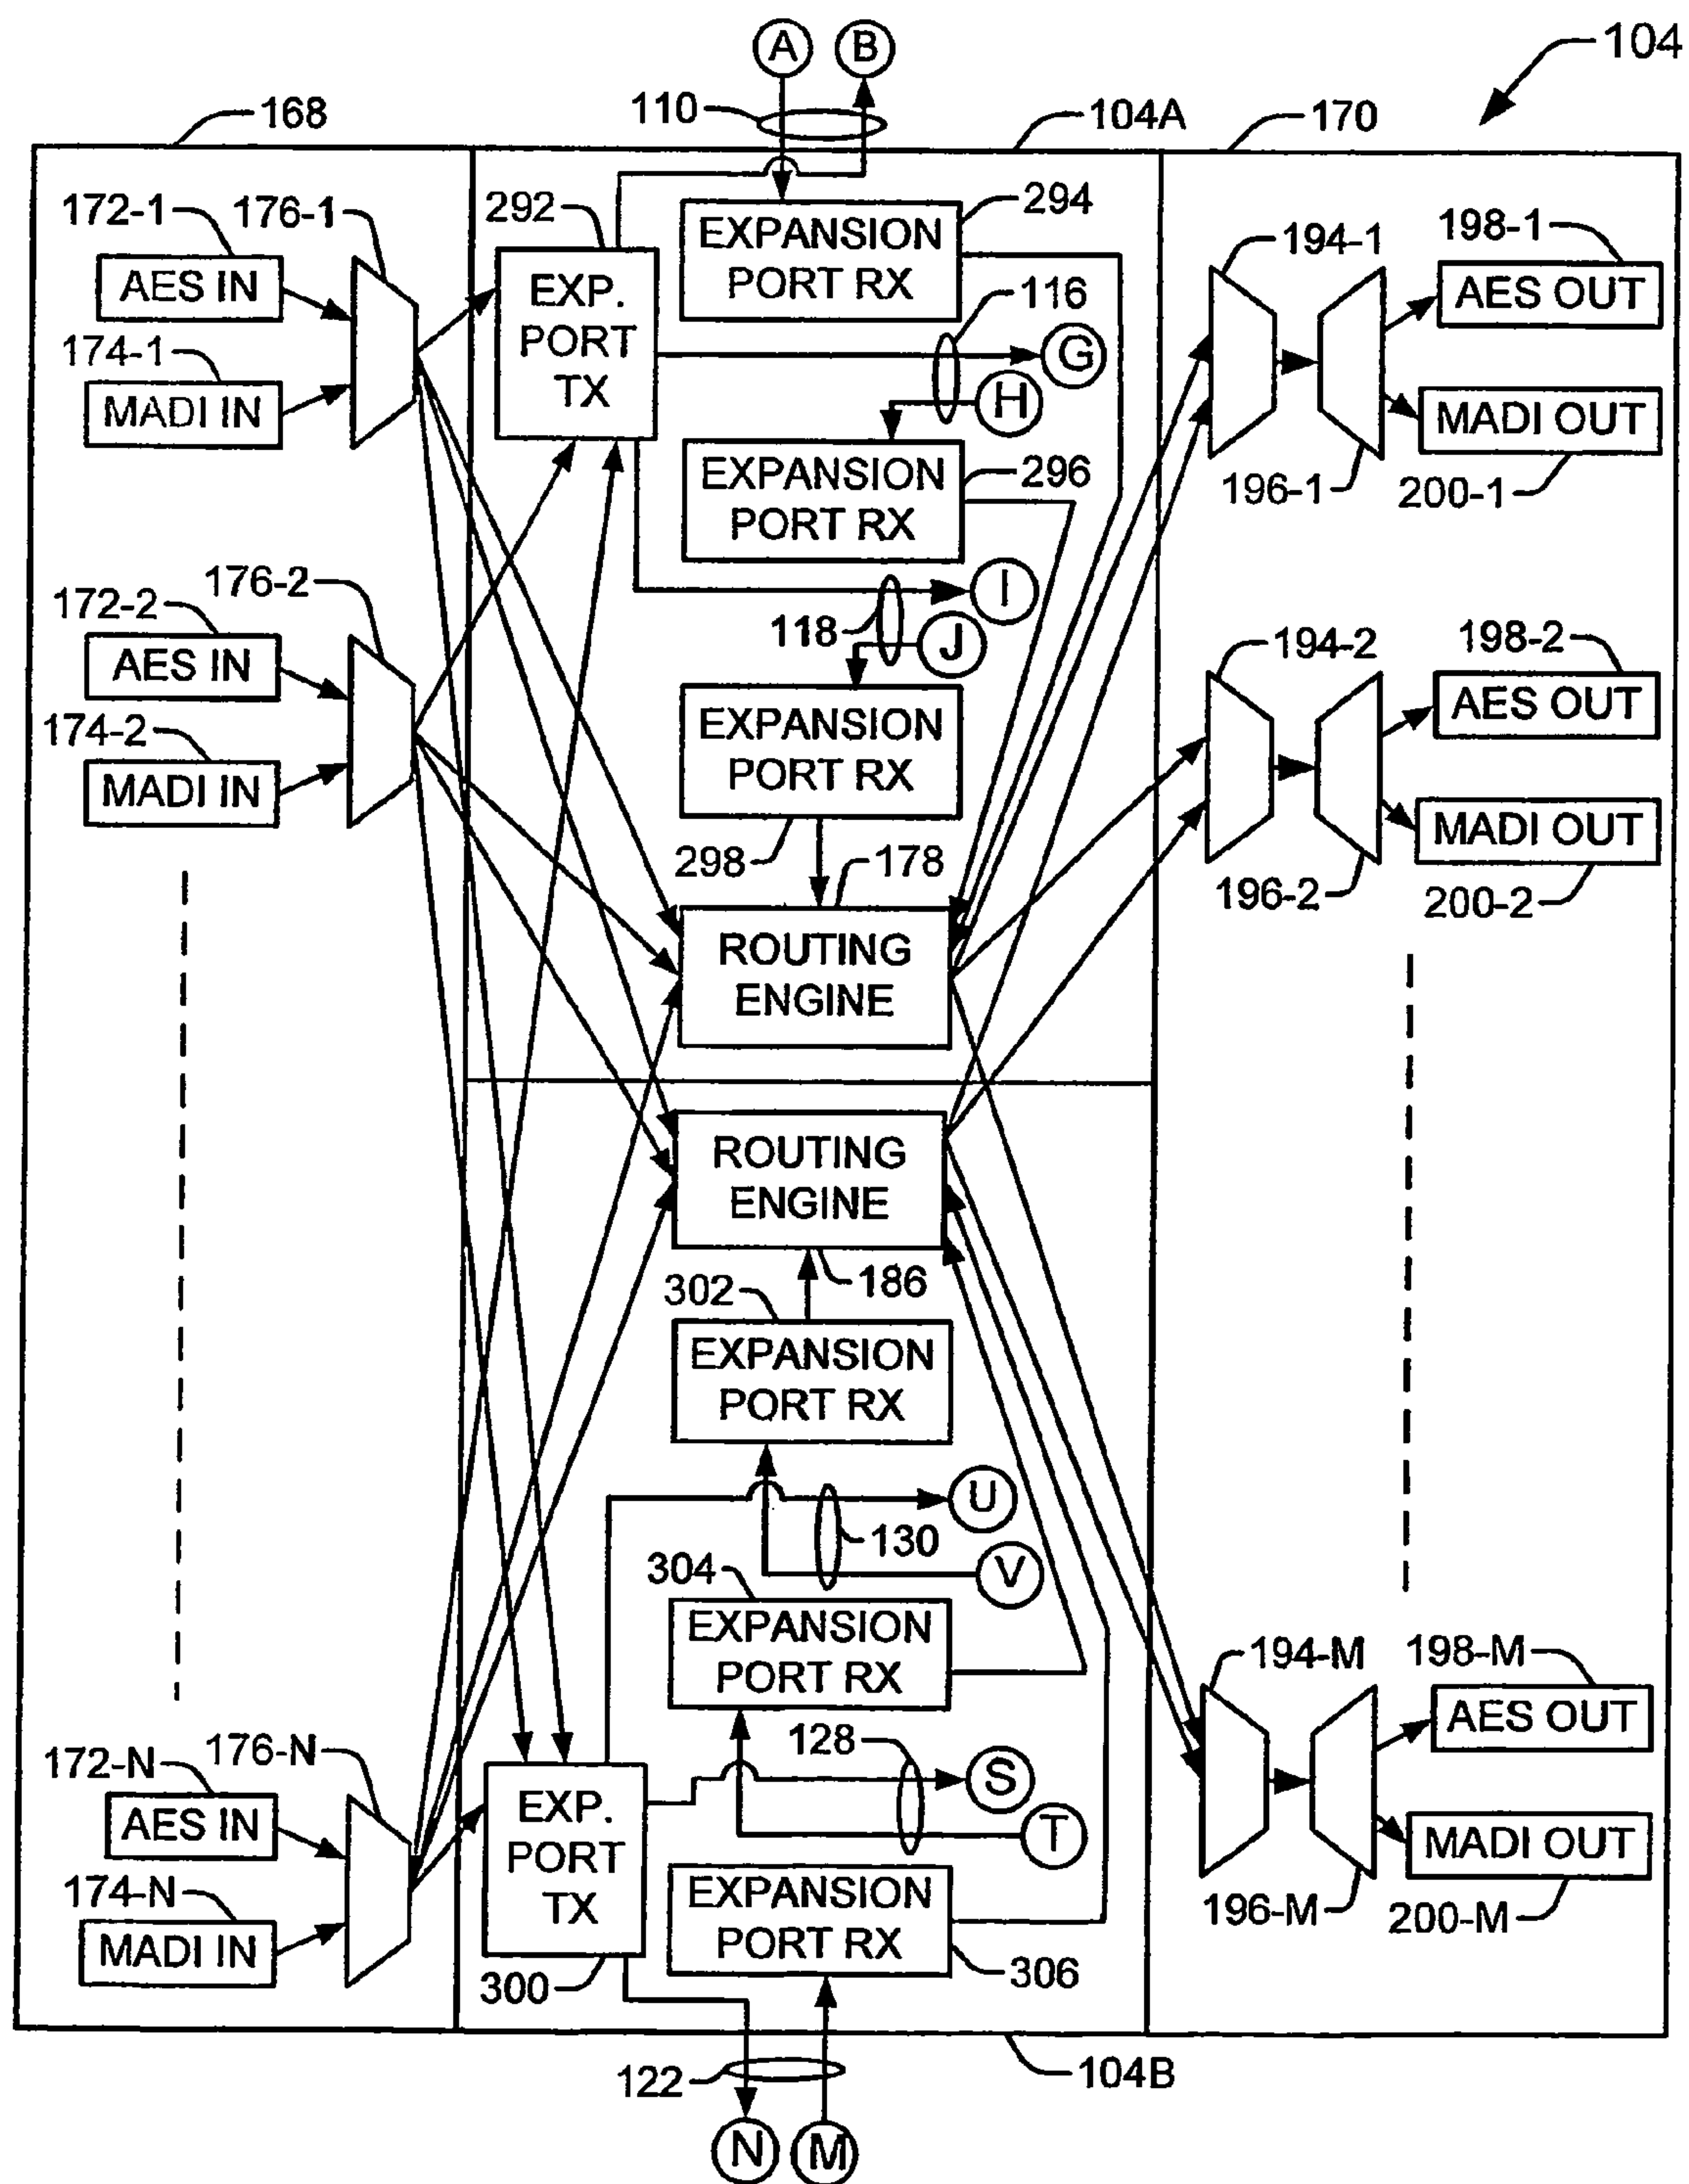 A
B
104
110
168
104A
170
172-1
176-1
292
EXPANSION
PORT RX
294
194-1
198-1
AES IN
EXP.
PORT
TX
116
AES OUT
174-1
G
MADI IN
H
MADI OUT
EXPANSION
PORT RX
296
196-1
200-1
172-2
176-2
I
118
J
194-2
198-2
AES IN
EXPANSION
PORT RX
AES OUT
174-2
MADI IN
MADI OUT
298
178
196-2
200-2
ROUTING
ENGINE
ROUTING
ENGINE
302
186
EXPANSION
PORT RX
U
130
V
304
EXPANSION
PORT RX
194-M
198-M
AES OUT
128
172-N
176-N
S
AES IN
EXP.
PORT
TX
T
MADI OUT
174-N
EXPANSION
PORT RX
196-M
200-M
MADI IN
300
306
122
104B
N
M